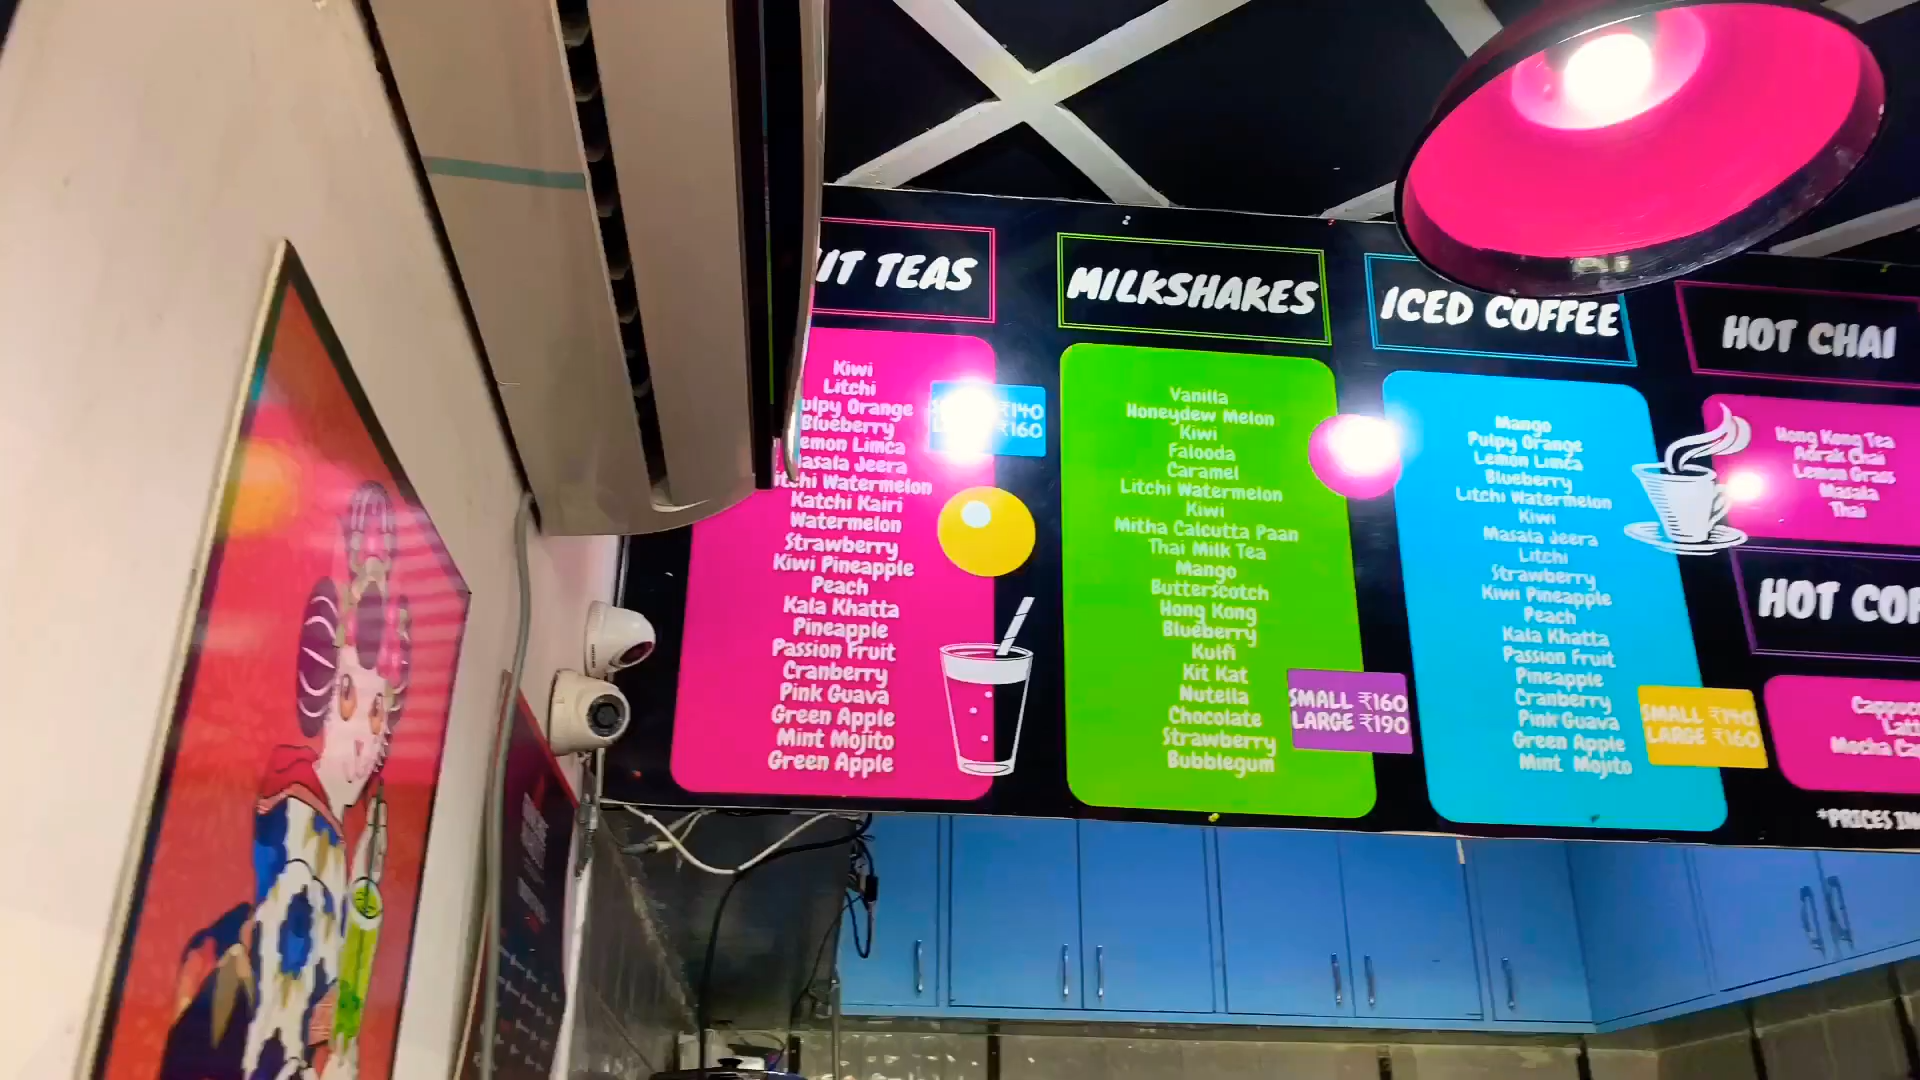 IT TEAS
Kiwi
Litchi
ulpy Orange
Blueberry
emon Limca
asala Jeera
itchi Watermelon
Katchi Kairi
Watermelon
Strawberry
Kiwi Pineapple
Peach
Kala Khatta
Pineapple
Passion Fruit
Cranberry
Pink Guava
Green Apple
Mint Mojito
Green Apple
₹140
₹160
MILKSHAKES
Vanilla
Honeydew Melon
Kiwi
Falooda
Caramel
Litchi Watermelon
Kiwi
Mitha Calcutta Paan
Thai Milk Tea
Mango
Butterscotch
Hong Kong
Blueberry
Kulfi
Kit Kat
Nutella
Chocolate
Strawberry
Bubblegum
SMALL ₹160
LARGE ₹190
ICED COFFEE
Mango
Pulpy Orange
Lemon Limca
Blueberry
Litchi Watermelon
Kiwi
Masala Jeera
Litchi
Strawberry
Kiwi Pineapple
Peach
Kala Khatta
Passion Fruit
Pineapple
Cranberry
Pink Guava
Green Apple
Mint Mojito
SMALL ₹140
LARGE ₹160
HOT CHAI
Hong Kong Tea
Adrak Chai
Lemon Grass
Masala
Thai
HOT COF
Cappuc
Latt
Mocha Cap
*PRICES IN